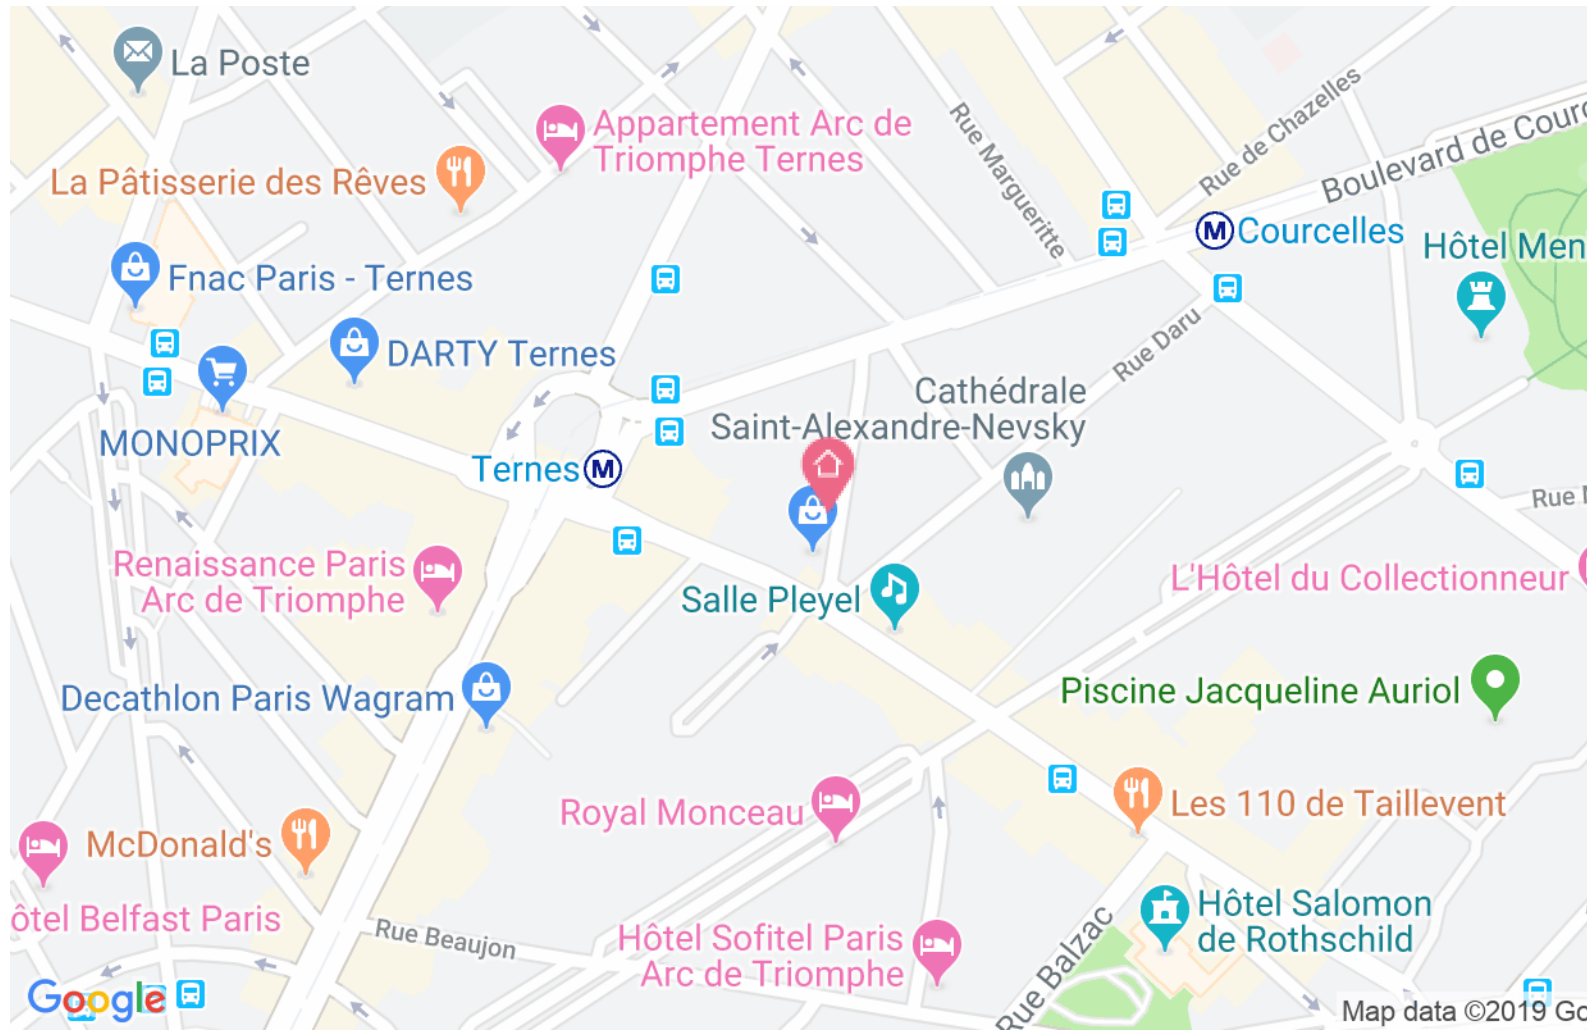 La Poste
Appartement Arc de
Triomphe Ternes
La Pâtisserie des Rêves
Rue Margueritte
Rue de Chazelles
Boulevard de Courc
M Courcelles
Hôtel Men
Fnac Paris - Ternes
DARTY Ternes
Rue Daru
Cathédrale
Saint-Alexandre-Nevsky
MONOPRIX
Ternes M
Rue
Renaissance Paris
Arc de Triomphe
Salle Pleyel
L'Hôtel du Collectionneur
Decathlon Paris Wagram
Piscine Jacqueline Auriol
Royal Monceau
Les 110 de Taillevent
McDonald's
ôtel Belfast Paris
Rue Beaujon
Hôtel Sofitel Paris
Arc de Triomphe
Rue Balzac
Hôtel Salomon
de Rothschild
Google
Map data ©2019 Go